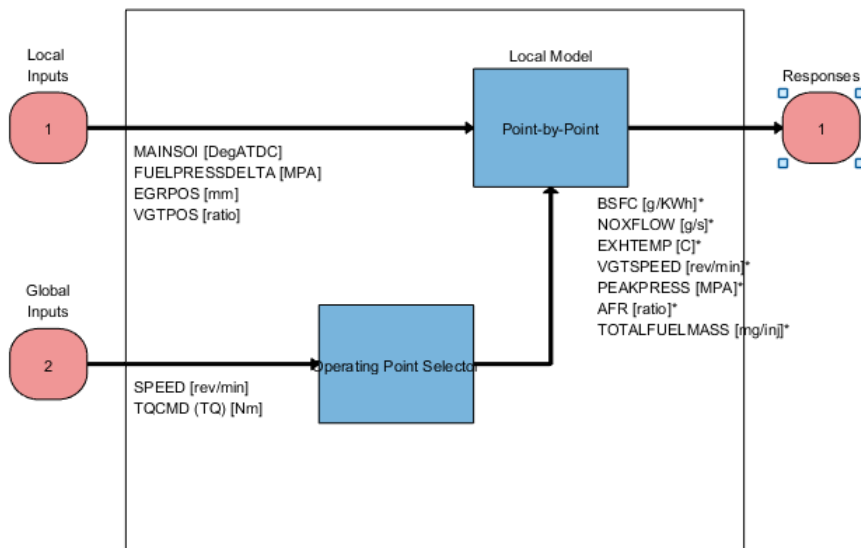 Local
Inputs
1
MAINSOI [DegATDC]
FUELPRESSDELTA [MPA]
EGRPOS [mm]
VGTPOS [ratio]
Local Model
Point-by-Point
Responses
1
BSFC [g/KWh]*
NOXFLOW [g/s]*
EXHTEMP [C]*
VGTSPEED [rev/min]*
PEAKPRESS [MPA]*
AFR [ratio]*
TOTALFUELMASS [mg/inj]*
Global
Inputs
2
SPEED [rev/min]
TQCMD (TQ) [Nm]
Operating Point Selector